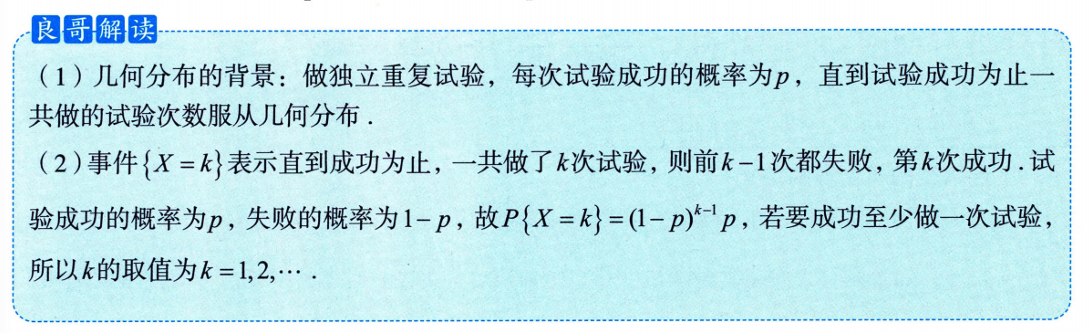 良哥解读
（1）几何分布的背景：做独立重复试验，每次试验成功的概率为p，直到试验成功为止一
共做的试验次数服从几何分布．
（2）事件{X = k}表示直到成功为止，一共做了k次试验，则前k−1次都失败，第k次成功．试
验成功的概率为p，失败的概率为1−p，故P{X = k} = (1−p)^{k−1} p，若要成功至少做一次试验，
所以k的取值为k = 1,2,⋯．